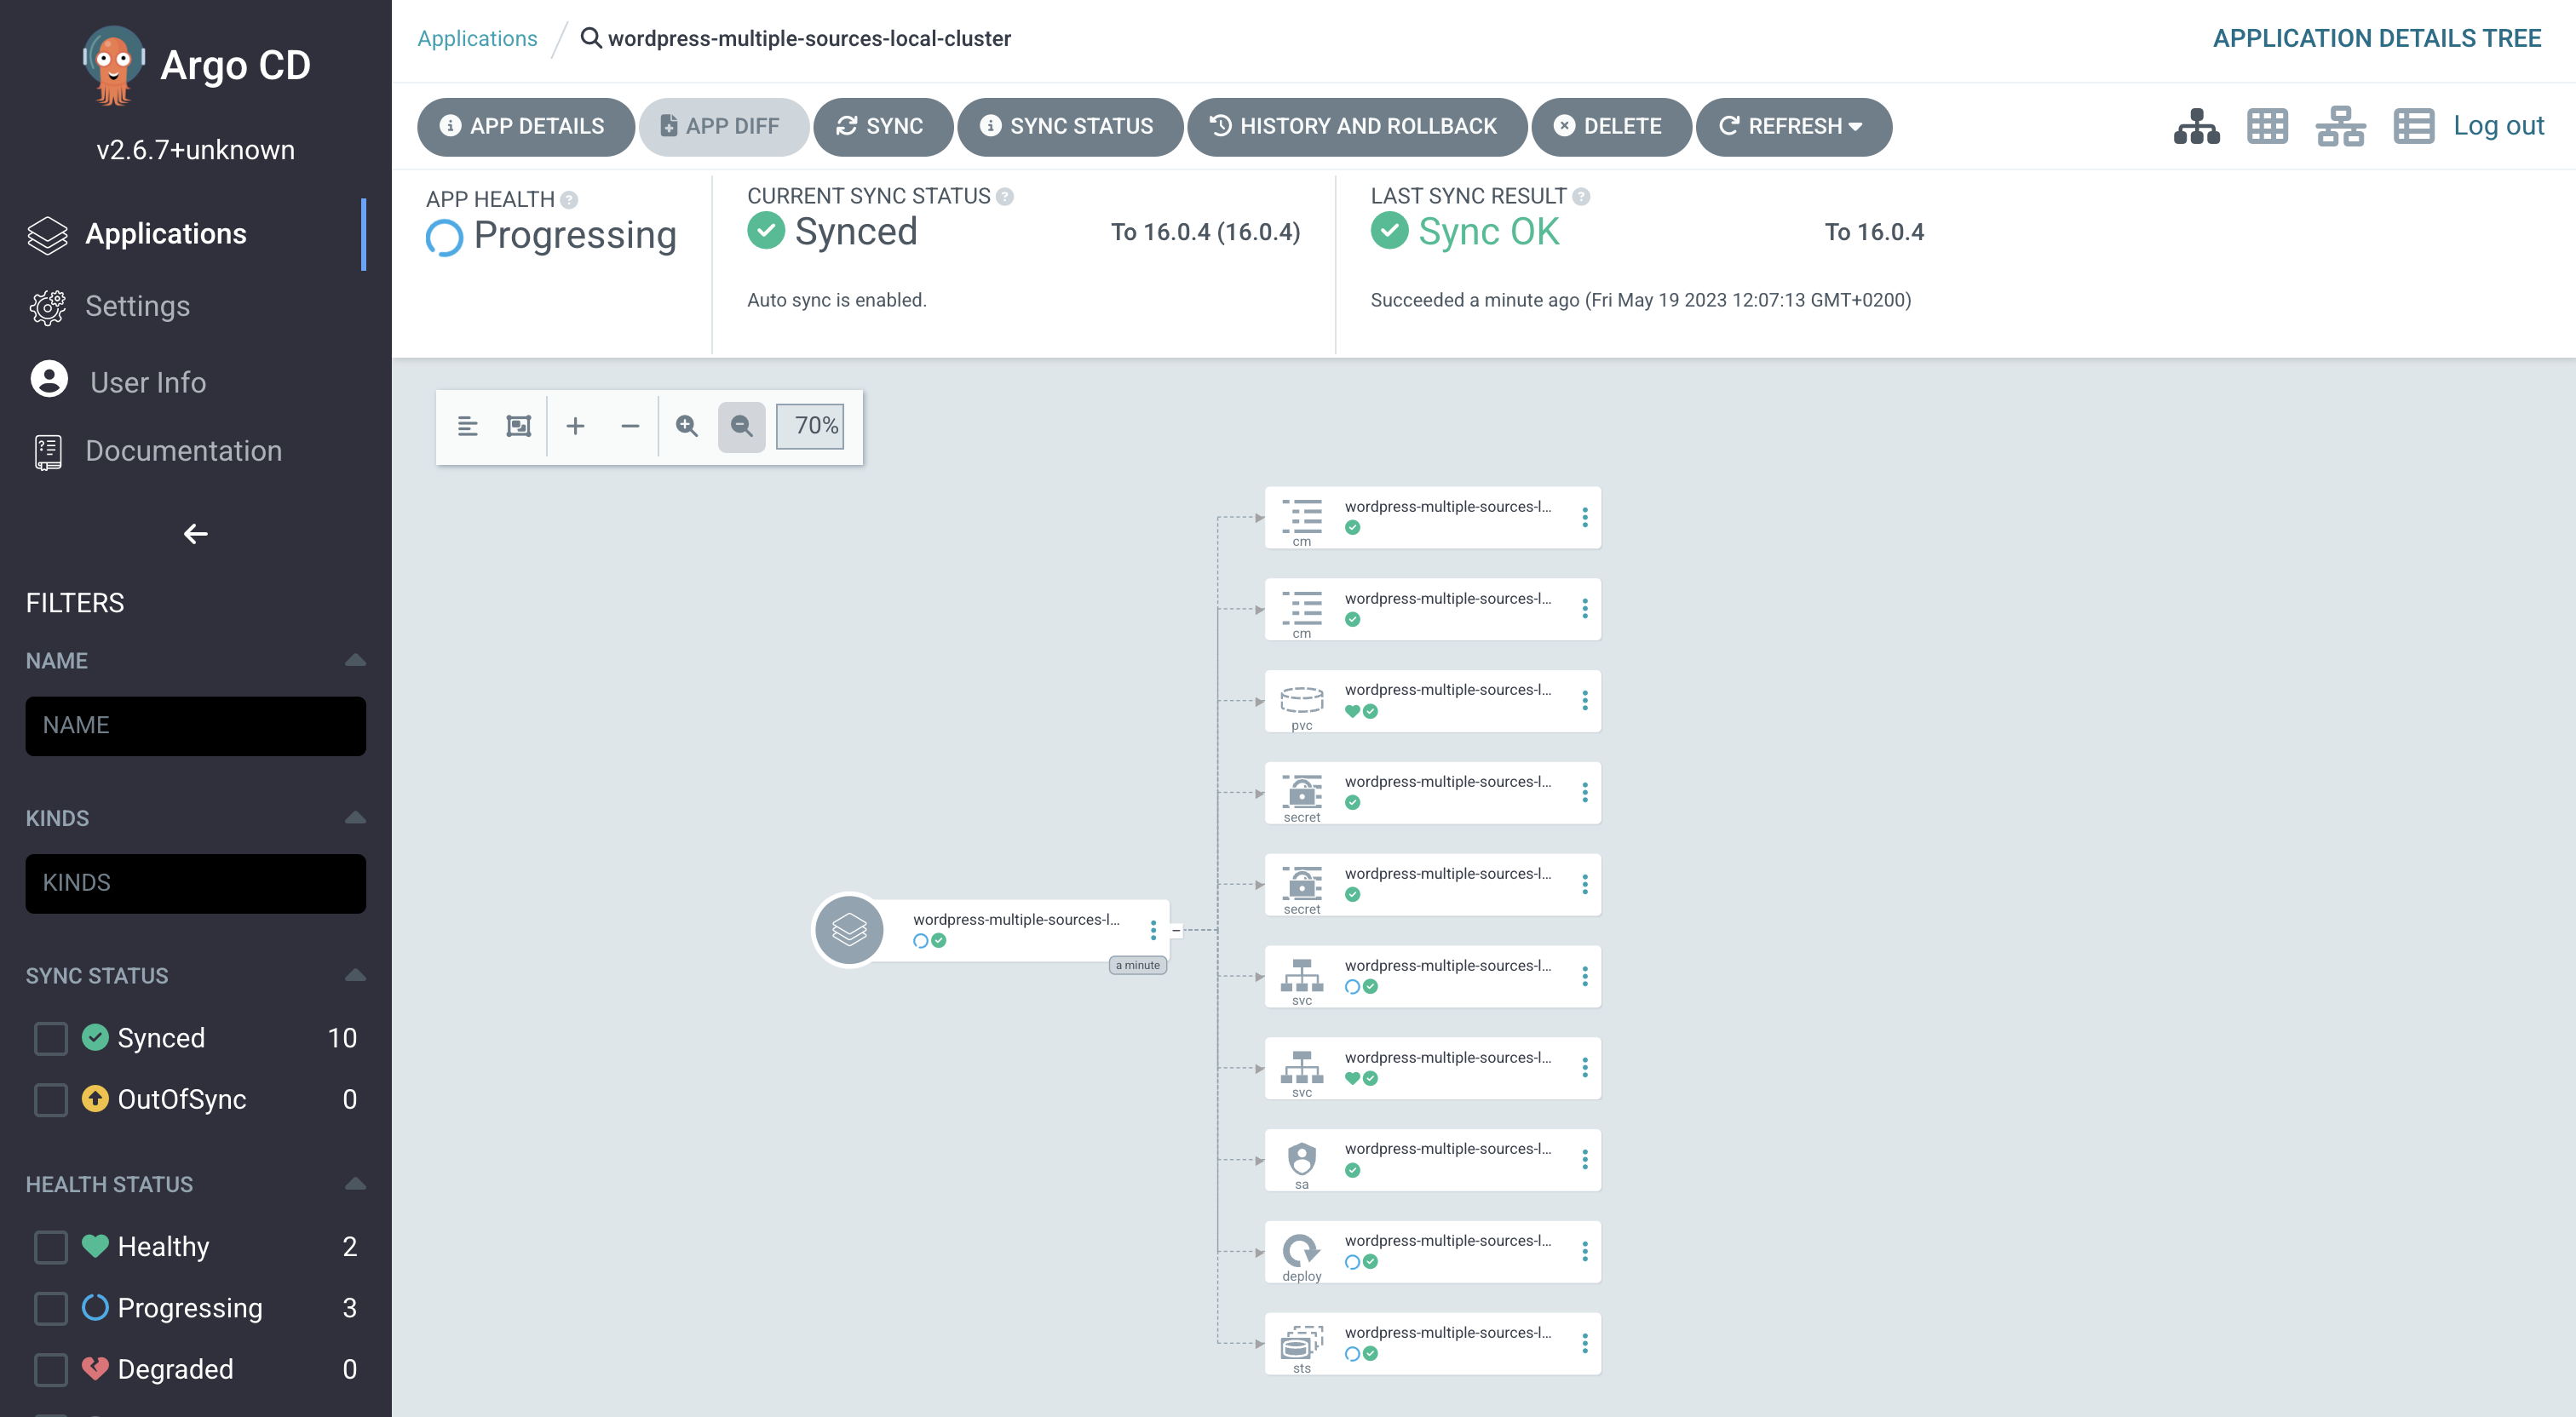 Argo CD
v2.6.7+unknown
Applications
Settings
User Info
Documentation
FILTERS
NAME
NAME
KINDS
KINDS
SYNC STATUS
Synced 10
OutOfSync 0
HEALTH STATUS
Healthy 2
Progressing 3
Degraded 0
Applications / wordpress-multiple-sources-local-cluster
APPLICATION DETAILS TREE
APP DETAILS APP DIFF SYNC SYNC STATUS HISTORY AND ROLLBACK DELETE REFRESH
Log out
APP HEALTH
Progressing
CURRENT SYNC STATUS
Synced To 16.0.4 (16.0.4)
Auto sync is enabled.
LAST SYNC RESULT
Sync OK To 16.0.4
Succeeded a minute ago (Fri May 19 2023 12:07:13 GMT+0200)
70%
wordpress-multiple-sources-l...
a minute
wordpress-multiple-sources-l...
cm
wordpress-multiple-sources-l...
cm
wordpress-multiple-sources-l...
pvc
wordpress-multiple-sources-l...
secret
wordpress-multiple-sources-l...
secret
wordpress-multiple-sources-l...
svc
wordpress-multiple-sources-l...
svc
wordpress-multiple-sources-l...
sa
wordpress-multiple-sources-l...
deploy
wordpress-multiple-sources-l...
sts